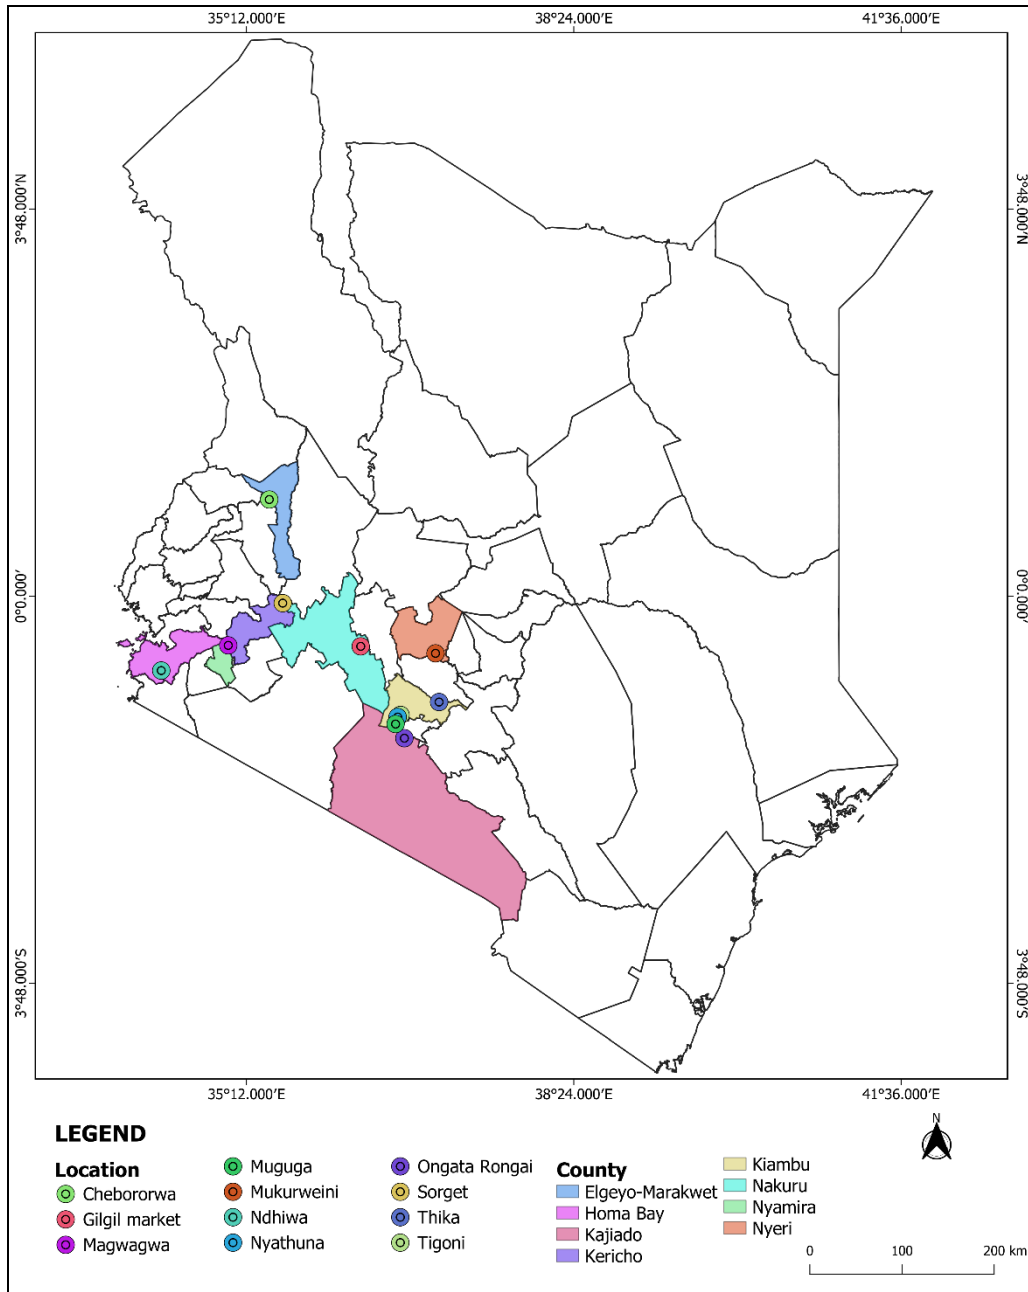 35°12.000′E 38°24.000′E 41°36.000′E
3°48.000′N 3°48.000′N
0°0.000′ 0°0.000′
3°48.000′S 3°48.000′S
35°12.000′E 38°24.000′E 41°36.000′E
LEGEND
Location
Chebororwa
Gilgil market
Magwagwa
Muguga
Mukurweini
Ndhiwa
Nyathuna
Ongata Rongai
Sorget
Thika
Tigoni
County
Elgeyo-Marakwet
Homa Bay
Kajiado
Kericho
Kiambu
Nakuru
Nyamira
Nyeri
N
0 100 200 km